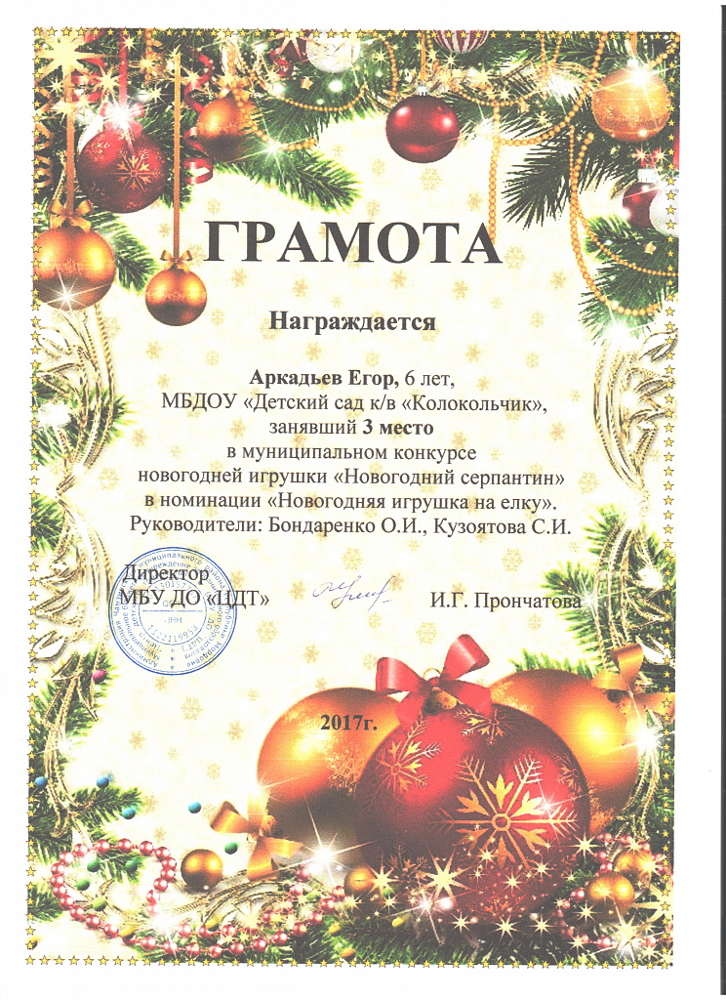 ГРАМОТА
Награждается
Аркадьев Егор, 6 лет,
МБДОУ «Детский сад к/в «Колокольчик»,
занявший 3 место
в муниципальном конкурсе
новогодней игрушки «Новогодний серпантин»
в номинации «Новогодняя игрушка на елку».
Руководители: Бондаренко О.И., Кузоятова С.И.
Директор
МБУ ДО «ЦДТ» И.Г. Прончатова
2017г.